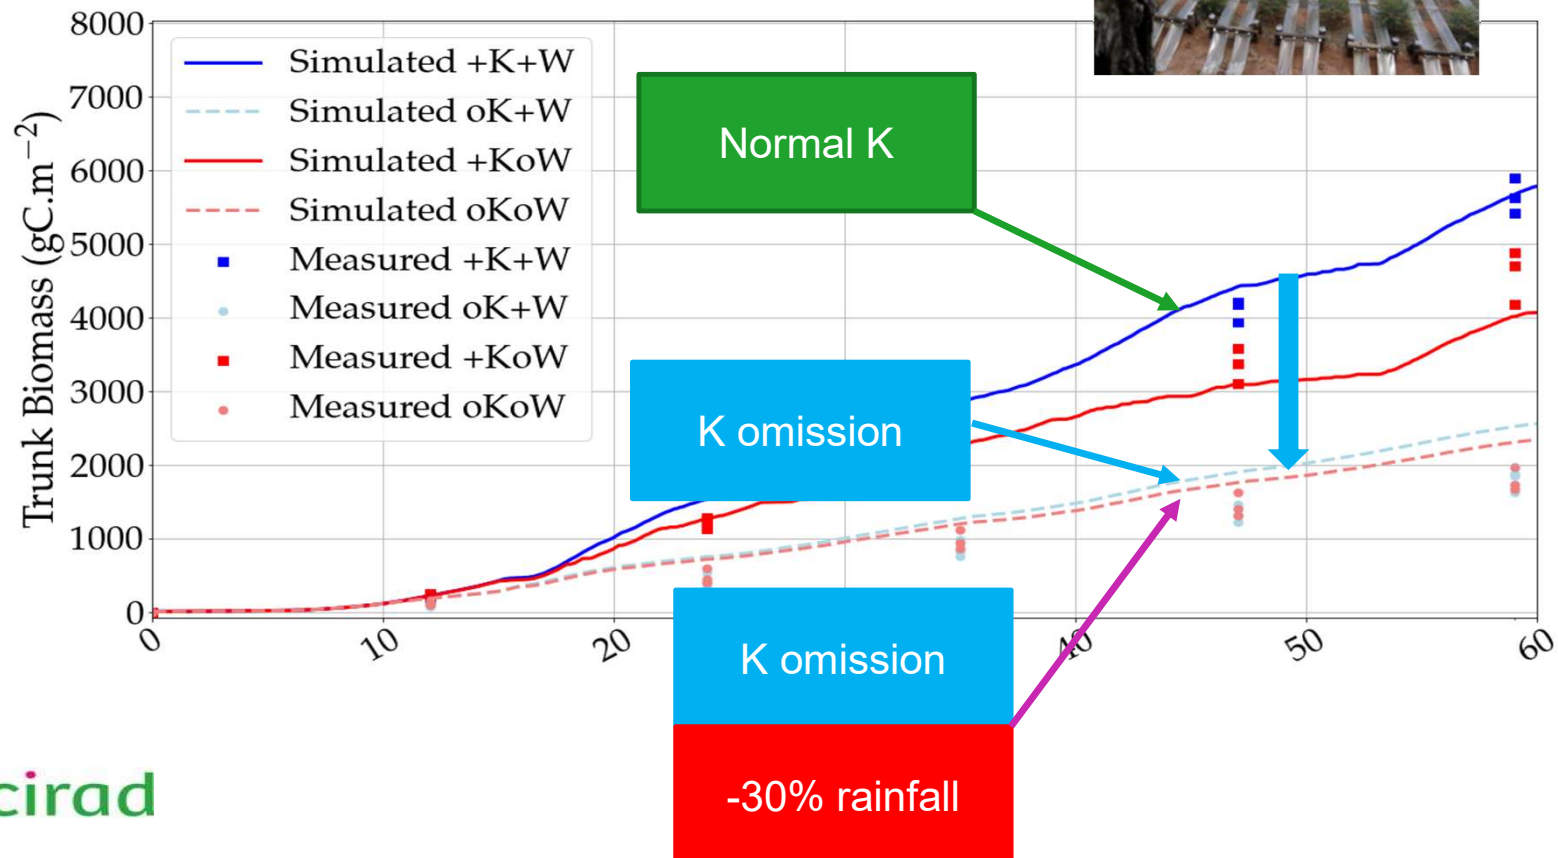 8000
7000
6000
5000
4000
3000
2000
1000
0
Trunk Biomass (gC.m⁻²)
Simulated +K+W
Simulated oK+W
Simulated +KoW
Simulated oKoW
Measured +K+W
Measured oK+W
Measured +KoW
Measured oKoW
Normal K
K omission
0
10
20
40
50
60
K omission
-30% rainfall
cirad